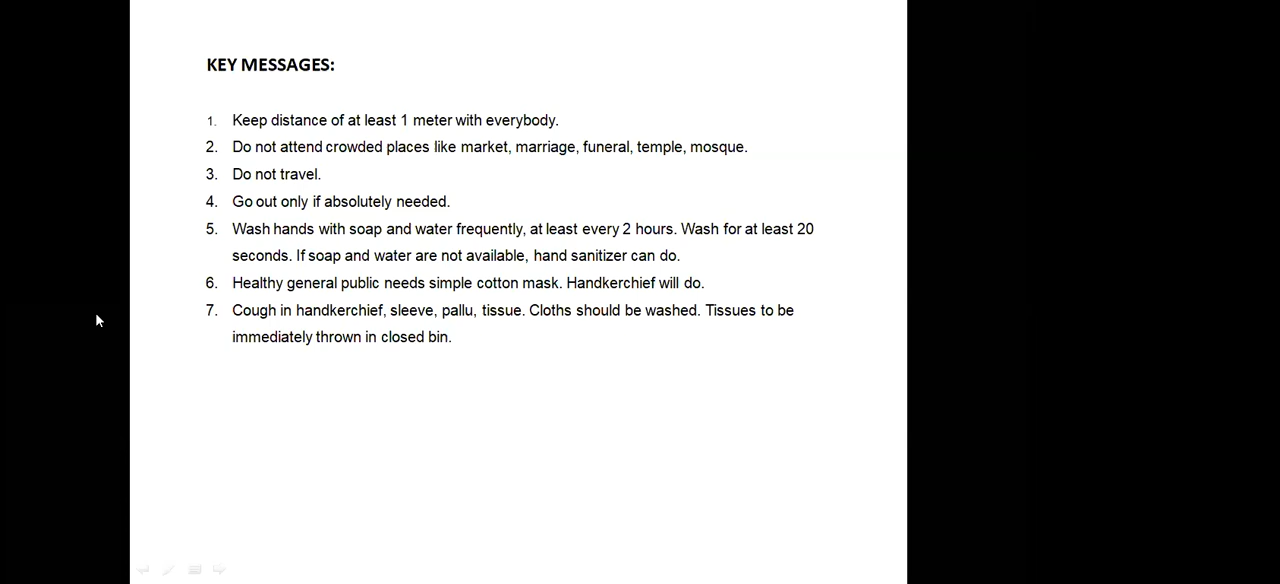 KEY MESSAGES:
1. Keep distance of at least 1 meter with everybody.
2. Do not attend crowded places like market, marriage, funeral, temple, mosque.
3. Do not travel.
4. Go out only if absolutely needed.
5. Wash hands with soap and water frequently, at least every 2 hours. Wash for at least 20
seconds. If soap and water are not available, hand sanitizer can do.
6. Healthy general public needs simple cotton mask. Handkerchief will do.
7. Cough in handkerchief, sleeve, pallu, tissue. Cloths should be washed. Tissues to be
immediately thrown in closed bin.